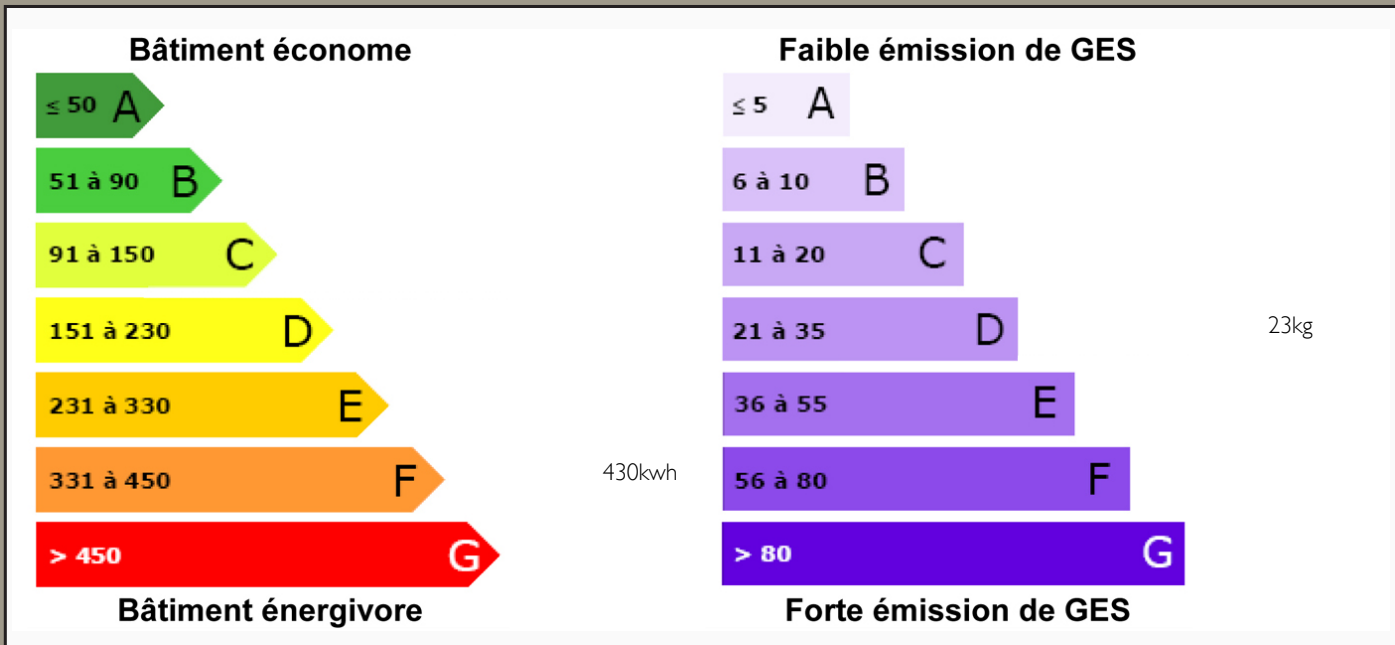 Bâtiment économe
≤ 50 A
51 à 90 B
91 à 150 C
151 à 230 D
231 à 330 E
331 à 450 F
430kwh
> 450 G
Bâtiment énergivore
Faible émission de GES
≤ 5 A
6 à 10 B
11 à 20 C
21 à 35 D
23kg
36 à 55 E
56 à 80 F
> 80 G
Forte émission de GES